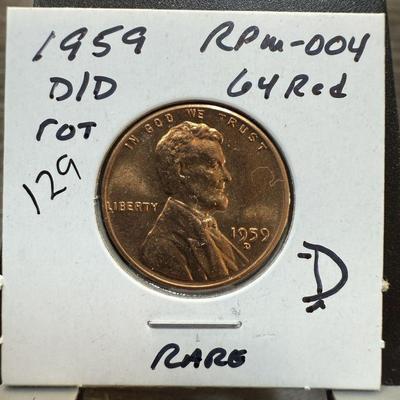 1959 RPM-004
D/D 64 Red
rot
129
IN GOD WE TRUST
LIBERTY
1959
D
D
RARE